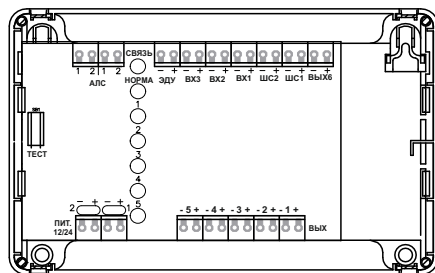 СВЯЗЬ
1 2 1 2
АЛС
НОРМА
- + - + - + - + - + - + - +
ЭДУ ВХ3 ВХ2 ВХ1 ШС2 ШС1 ВЫХ6
1
2
3
4
5
SB1
ТЕСТ
2 - + - + 1
ПИТ.
12/24
- 5 + - 4 + - 3 + - 2 + - 1 +
ВЫХ